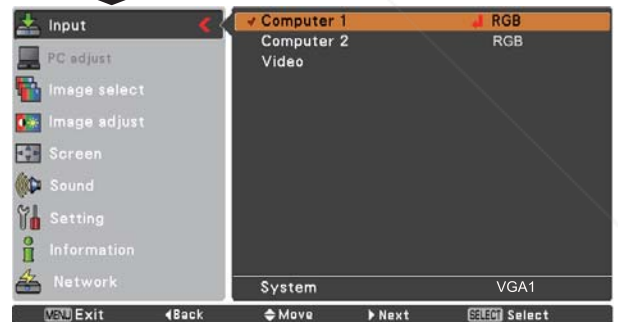 Input
PC adjust
Image select
Image adjust
Screen
Sound
Setting
Information
Network
Computer 1 RGB
Computer 2 RGB
Video
System VGA1
MENU Exit Back Move Next SELECT Select